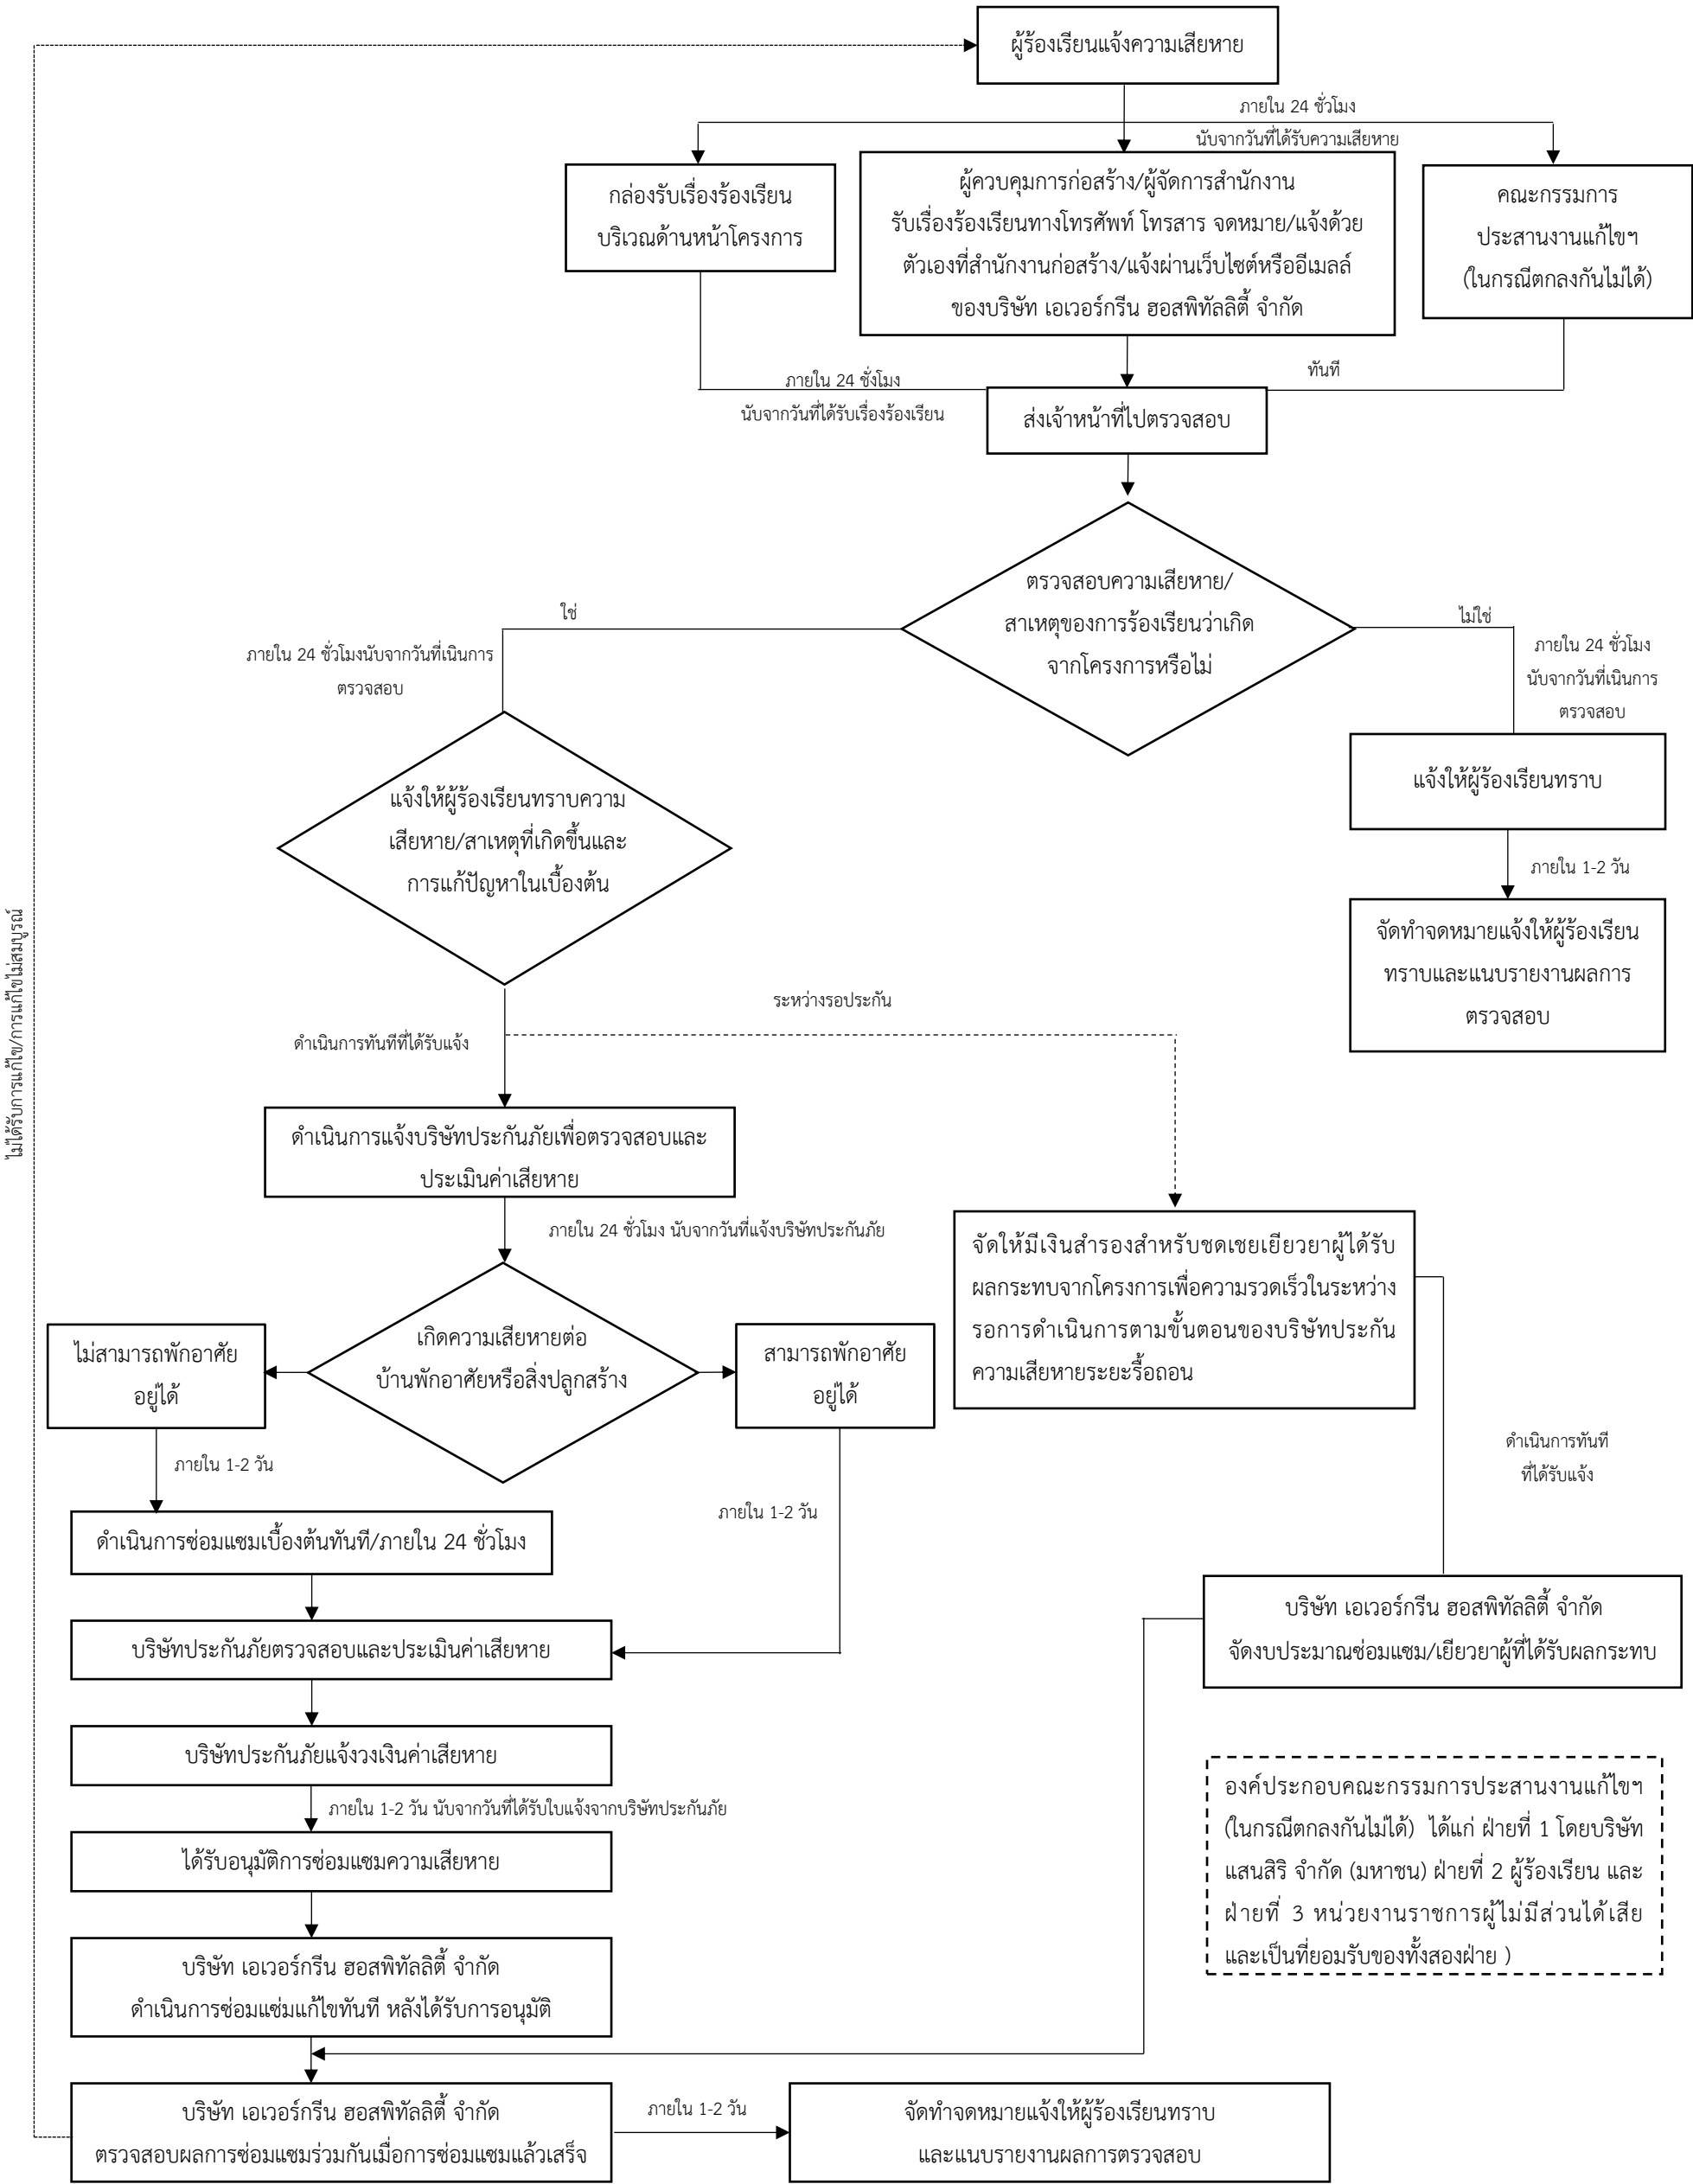 ผู้ร้องเรียนแจ้งความเสียหาย
ภายใน 24 ชั่วโมง
นับจากวันที่ได้รับความเสียหาย
กล่องรับเรื่องร้องเรียน
บริเวณด้านหน้าโครงการ
ผู้ควบคุมการก่อสร้าง/ผู้จัดการสำนักงาน
รับเรื่องร้องเรียนทางโทรศัพท์ โทรสาร จดหมาย/แจ้งด้วย
ตัวเองที่สำนักงานก่อสร้าง/แจ้งผ่านเว็บไซต์หรืออีเมลล์
ของบริษัท เอเวอร์กรีน ฮอสพิทัลลิตี้ จำกัด
คณะกรรมการ
ประสานงานแก้ไขฯ
(ในกรณีตกลงกันไม่ได้)
ภายใน 24 ชั่งโมง
นับจากวันที่ได้รับเรื่องร้องเรียน
ทันที
ส่งเจ้าหน้าที่ไปตรวจสอบ
ตรวจสอบความเสียหาย/
สาเหตุของการร้องเรียนว่าเกิด
จากโครงการหรือไม่
ใช่
ภายใน 24 ชั่วโมงนับจากวันที่เนินการ
ตรวจสอบ
ไม่ใช่
ภายใน 24 ชั่วโมง
นับจากวันที่เนินการ
ตรวจสอบ
แจ้งให้ผู้ร้องเรียนทราบ
ภายใน 1-2 วัน
จัดทำจดหมายแจ้งให้ผู้ร้องเรียน
ทราบและแนบรายงานผลการ
ตรวจสอบ
แจ้งให้ผู้ร้องเรียนทราบความ
เสียหาย/สาเหตุที่เกิดขึ้นและ
การแก้ปัญหาในเบื้องต้น
ไม่ได้รับการแก้ไข/การแก้ไขไม่สมบูรณ์
ระหว่างรอประกัน
ดำเนินการทันทีที่ได้รับแจ้ง
ดำเนินการแจ้งบริษัทประกันภัยเพื่อตรวจสอบและ
ประเมินค่าเสียหาย
ภายใน 24 ชั่วโมง นับจากวันที่แจ้งบริษัทประกันภัย
จัดให้มีเงินสำรองสำหรับชดเชยเยียวยาผู้ได้รับ
ผลกระทบจากโครงการเพื่อความรวดเร็วในระหว่าง
รอการดำเนินการตามขั้นตอนของบริษัทประกัน
ความเสียหายระยะรื้อถอน
ไม่สามารถพักอาศัย
อยู่ได้
เกิดความเสียหายต่อ
บ้านพักอาศัยหรือสิ่งปลูกสร้าง
สามารถพักอาศัย
อยู่ได้
ภายใน 1-2 วัน
ภายใน 1-2 วัน
ดำเนินการทันที
ที่ได้รับแจ้ง
ดำเนินการซ่อมแซมเบื้องต้นทันที/ภายใน 24 ชั่วโมง
บริษัทประกันภัยตรวจสอบและประเมินค่าเสียหาย
บริษัท เอเวอร์กรีน ฮอสพิทัลลิตี้ จำกัด
จัดงบประมาณซ่อมแซม/เยียวยาผู้ที่ได้รับผลกระทบ
บริษัทประกันภัยแจ้งวงเงินค่าเสียหาย
ภายใน 1-2 วัน นับจากวันที่ได้รับใบแจ้งจากบริษัทประกันภัย
ได้รับอนุมัติการซ่อมแซมความเสียหาย
องค์ประกอบคณะกรรมการประสานงานแก้ไขฯ
(ในกรณีตกลงกันไม่ได้) ได้แก่ ฝ่ายที่ 1 โดยบริษัท
แสนสิริ จำกัด (มหาชน) ฝ่ายที่ 2 ผู้ร้องเรียน และ
ฝ่ายที่ 3 หน่วยงานราชการผู้ไม่มีส่วนได้เสีย
และเป็นที่ยอมรับของทั้งสองฝ่าย )
บริษัท เอเวอร์กรีน ฮอสพิทัลลิตี้ จำกัด
ดำเนินการซ่อมแซ่มแก้ไขทันที หลังได้รับการอนุมัติ
บริษัท เอเวอร์กรีน ฮอสพิทัลลิตี้ จำกัด
ตรวจสอบผลการซ่อมแซมร่วมกันเมื่อการซ่อมแซมแล้วเสร็จ
ภายใน 1-2 วัน
จัดทำจดหมายแจ้งให้ผู้ร้องเรียนทราบ
และแนบรายงานผลการตรวจสอบ